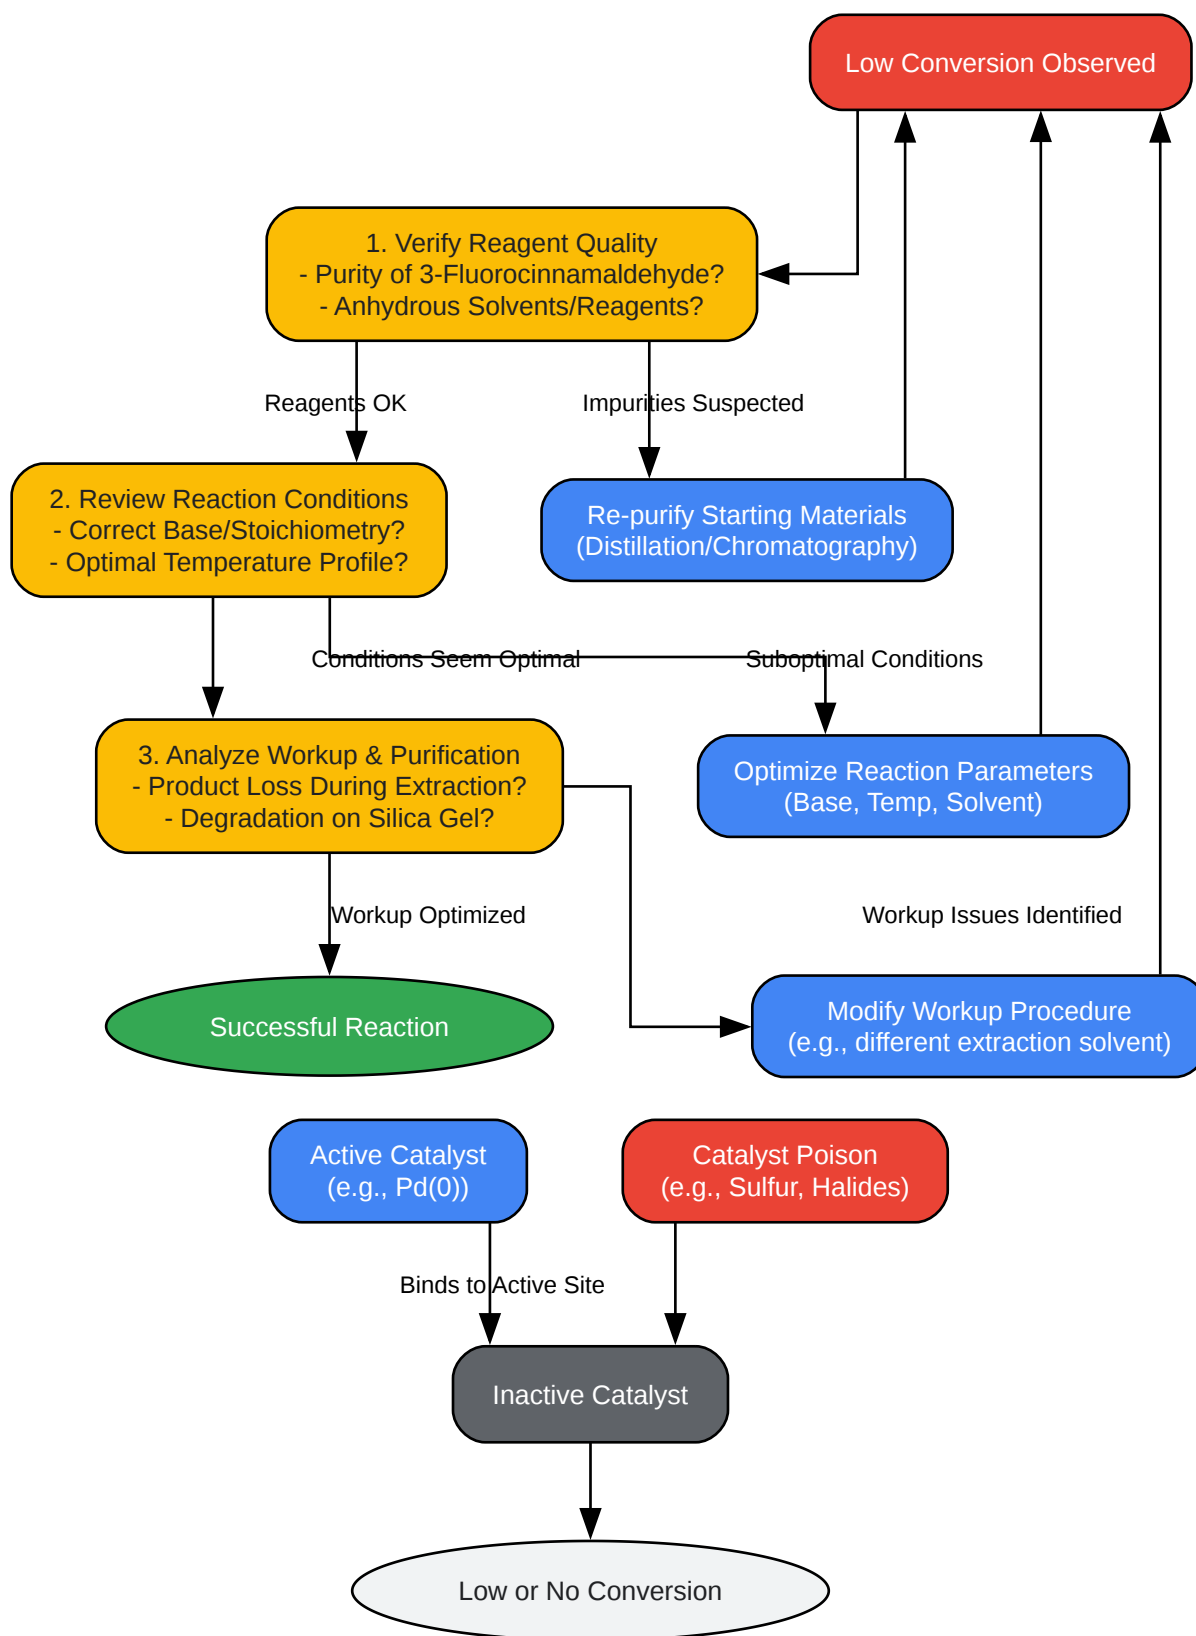 Low Conversion Observed
1. Verify Reagent Quality
- Purity of 3-Fluorocinnamaldehyde?
- Anhydrous Solvents/Reagents?
Reagents OK
Impurities Suspected
2. Review Reaction Conditions
- Correct Base/Stoichiometry?
- Optimal Temperature Profile?
Re-purify Starting Materials
(Distillation/Chromatography)
Conditions Seem Optimal
Suboptimal Conditions
3. Analyze Workup & Purification
- Product Loss During Extraction?
- Degradation on Silica Gel?
Optimize Reaction Parameters
(Base, Temp, Solvent)
Workup Optimized
Workup Issues Identified
Successful Reaction
Modify Workup Procedure
(e.g., different extraction solvent)
Active Catalyst
(e.g., Pd(0))
Catalyst Poison
(e.g., Sulfur, Halides)
Binds to Active Site
Inactive Catalyst
Low or No Conversion